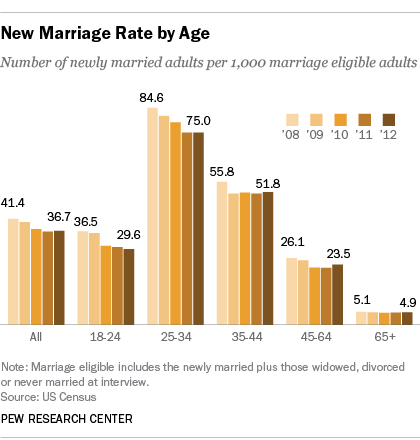 New Marriage Rate by Age
Number of newly married adults per 1,000 marriage eligible adults
84.6
75.0
'08 '09 '10 '11 '12
55.8
51.8
41.4
36.7
36.5
29.6
26.1
23.5
5.1
4.9
All 18-24 25-34 35-44 45-64 65+
Note: Marriage eligible includes the newly married plus those widowed, divorced
or never married at interview.
Source: US Census
PEW RESEARCH CENTER